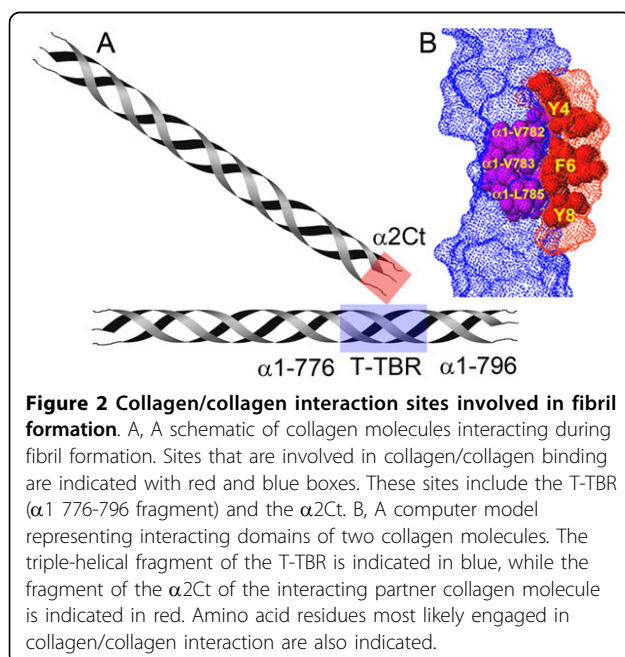 A
B
Y4
α1-V782
α1-V783
F6
α1-L785
Y8
α2Ct
α1-776 T-TBR α1-796
Figure 2 Collagen/collagen interaction sites involved in fibril
formation. A, A schematic of collagen molecules interacting during
fibril formation. Sites that are involved in collagen/collagen binding
are indicated with red and blue boxes. These sites include the T-TBR
(α1 776-796 fragment) and the α2Ct. B, A computer model
representing interacting domains of two collagen molecules. The
triple-helical fragment of the T-TBR is indicated in blue, while the
fragment of the α2Ct of the interacting partner collagen molecule
is indicated in red. Amino acid residues most likely engaged in
collagen/collagen interaction are also indicated.